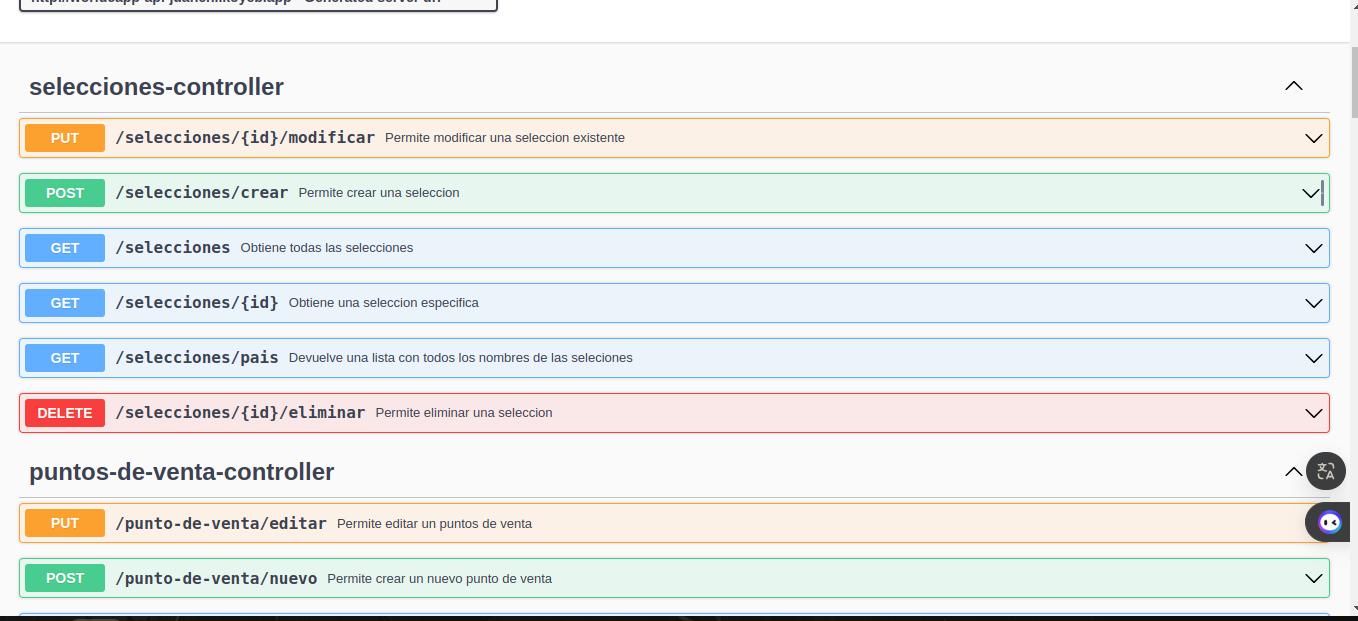 selecciones-controller
PUT /selecciones/{id}/modificar Permite modificar una seleccion existente
POST /selecciones/crear Permite crear una seleccion
GET /selecciones Obtiene todas las selecciones
GET /selecciones/{id} Obtiene una seleccion especifica
GET /selecciones/pais Devuelve una lista con todos los nombres de las seleciones
DELETE /selecciones/{id}/eliminar Permite eliminar una seleccion
puntos-de-venta-controller
PUT /punto-de-venta/editar Permite editar un puntos de venta
POST /punto-de-venta/nuevo Permite crear un nuevo punto de venta